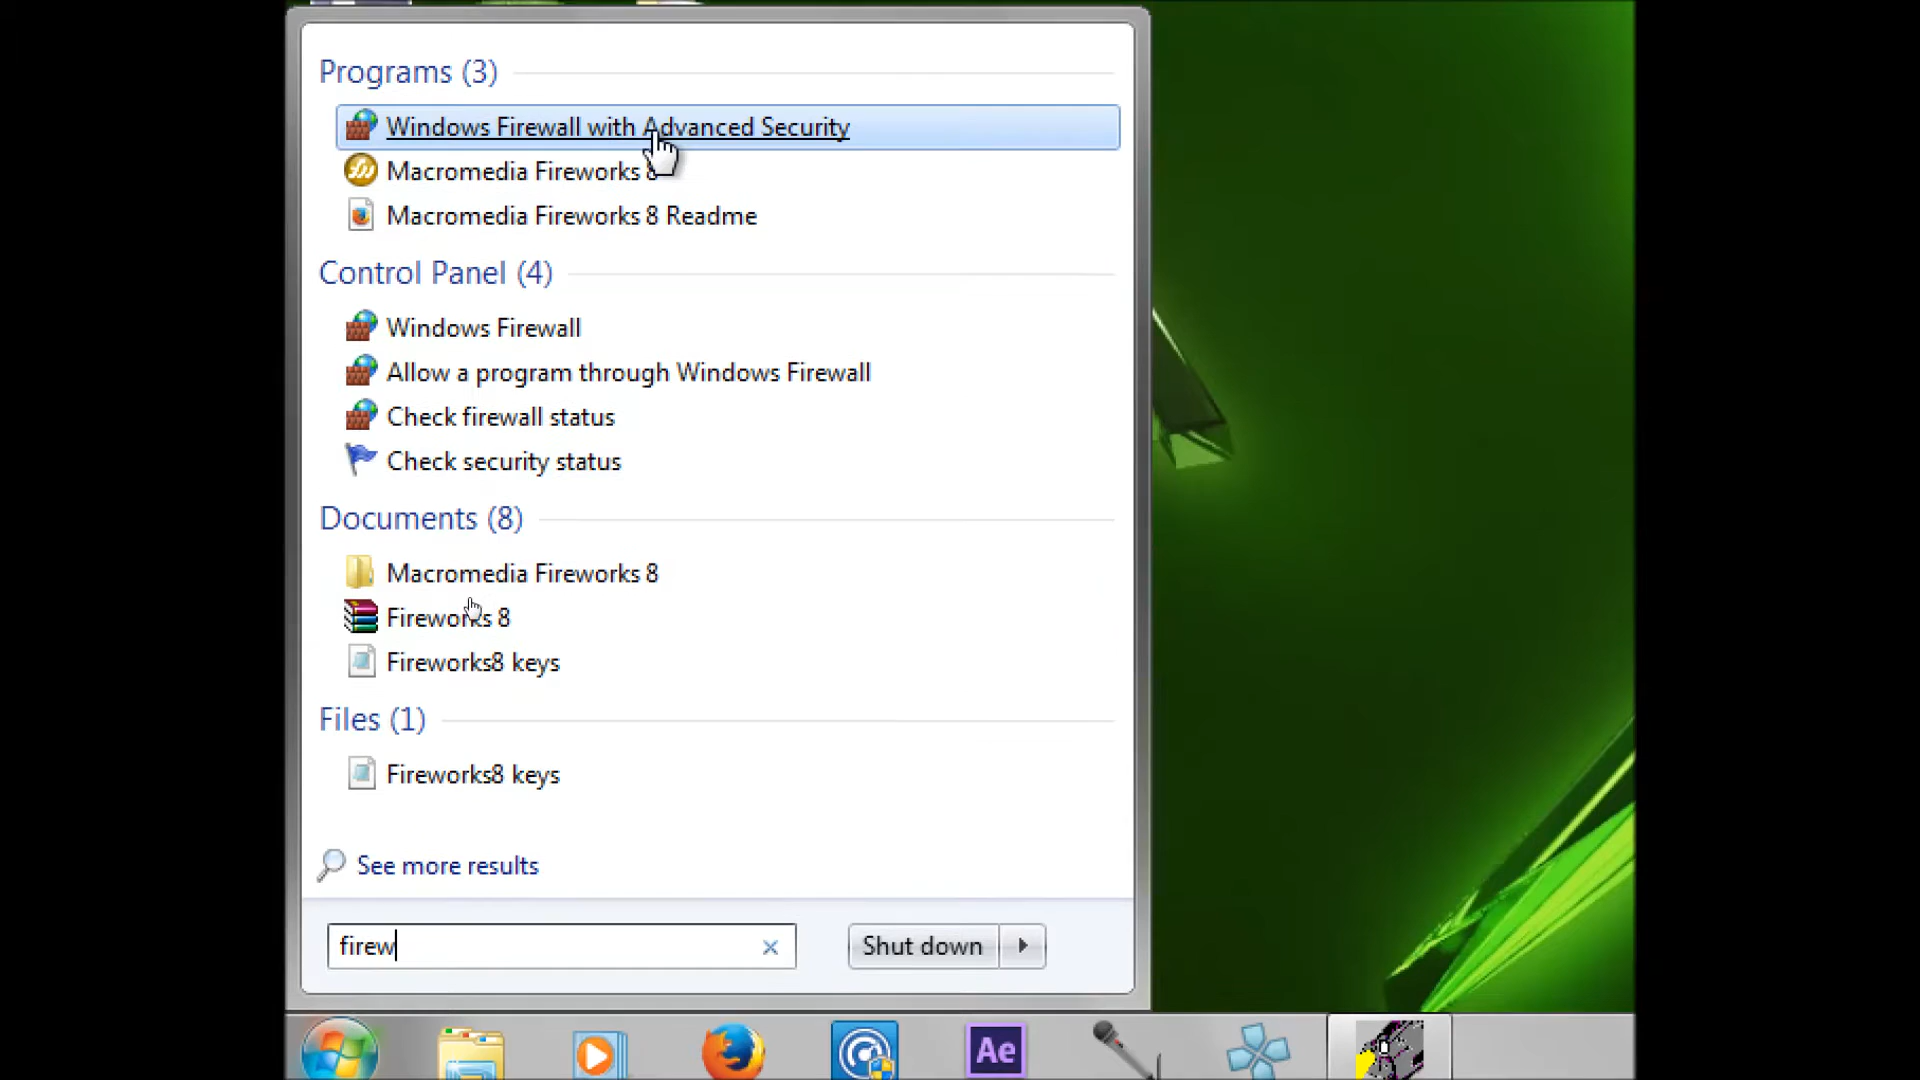 Programs (3)
Windows Firewall with Advanced Security
Macromedia Fireworks 8
Macromedia Fireworks 8 Readme
Control Panel (4)
Windows Firewall
Allow a program through Windows Firewall
Check firewall status
Check security status
Documents (8)
Macromedia Fireworks 8
Fireworks 8
Fireworks8 keys
Files (1)
Fireworks8 keys
See more results
firew
Shut down
Ae